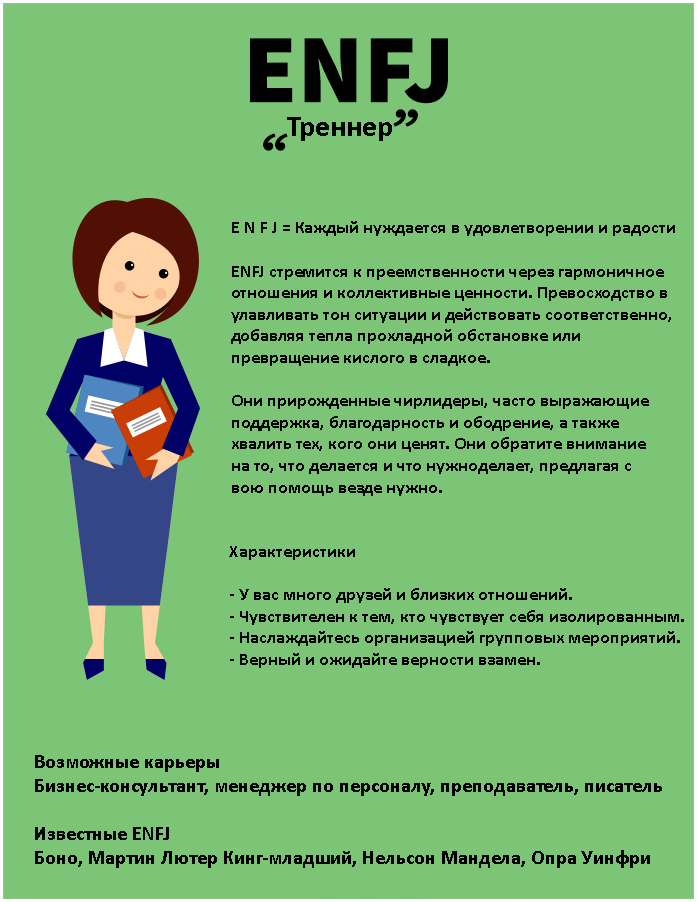 ENFJ
“Треннер”
E N F J = Каждый нуждается в удовлетворении и радости
ENFJ стремится к преемственности через гармоничное
отношения и коллективные ценности. Превосходство в
улавливать тон ситуации и действовать соответственно,
добавляя тепла прохладной обстановке или
превращение кислого в сладкое.
Они прирожденные чирлидеры, часто выражающие
поддержка, благодарность и ободрение, а также
хвалить тех, кого они ценят. Они обратите внимание
на то, что делается и что нужноделает, предлагая с
вою помощь везде нужно.
Характеристики
- У вас много друзей и близких отношений.
- Чувствителен к тем, кто чувствует себя изолированным.
- Наслаждайтесь организацией групповых мероприятий.
- Верный и ожидайте верности взамен.
Возможные карьеры
Бизнес-консультант, менеджер по персоналу, преподаватель, писатель
Известные ENFJ
Боно, Мартин Лютер Кинг-младший, Нельсон Мандела, Опра Уинфри